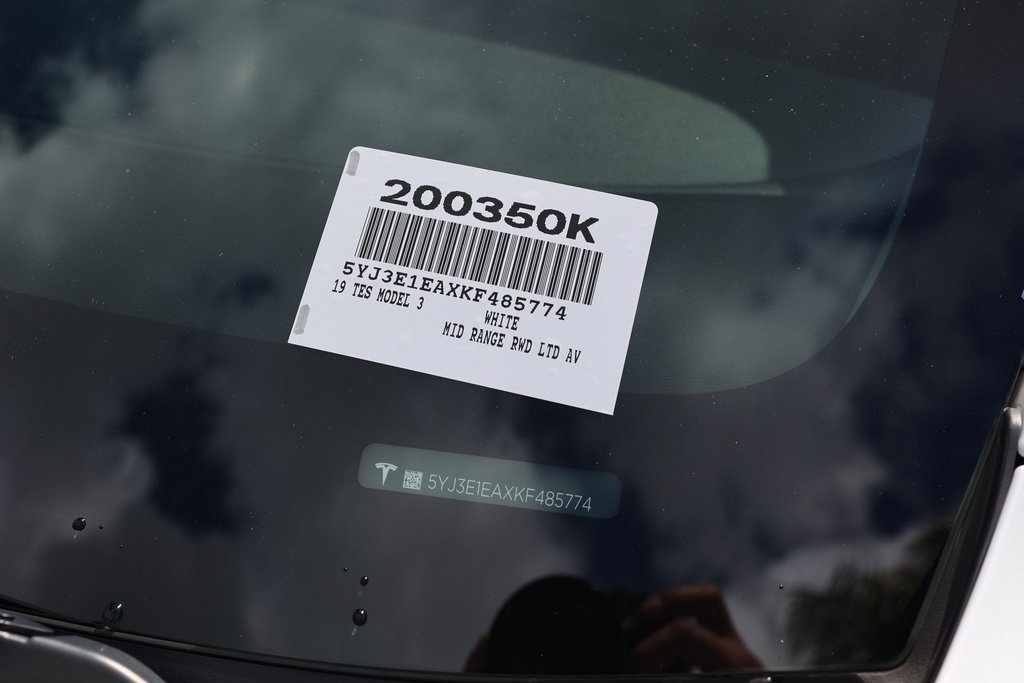 200350K
5YJ3E1EAXKF485774
19 TES MODEL 3
WHITE
MID RANGE RWD LTD AV
5YJ3E1EAXKF485774